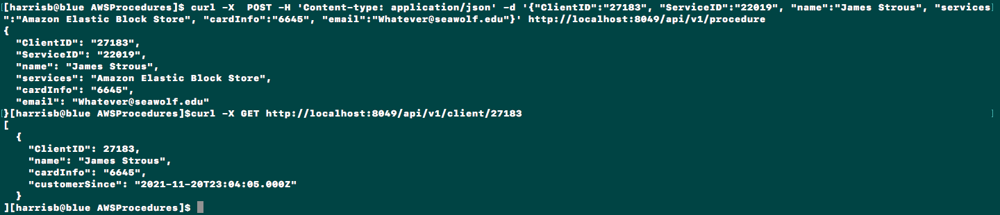 [harrisb@blue AWSProcedures]$ curl -X  POST -H 'Content-type: application/json' -d '{"ClientID":"27183", "ServiceID":"22019", "name":"James Strous", "services
":"Amazon Elastic Block Store", "cardInfo":"6645", "email":"Whatever@seawolf.edu"}' http://localhost:8049/api/v1/procedure
{
  "ClientID": "27183",
  "ServiceID": "22019",
  "name": "James Strous",
  "services": "Amazon Elastic Block Store",
  "cardInfo": "6645",
  "email": "Whatever@seawolf.edu"
}[harrisb@blue AWSProcedures]$curl -X GET http://localhost:8049/api/v1/client/27183
[
  {
    "ClientID": 27183,
    "name": "James Strous",
    "cardInfo": "6645",
    "customerSince": "2021-11-20T23:04:05.000Z"
  }
][harrisb@blue AWSProcedures]$